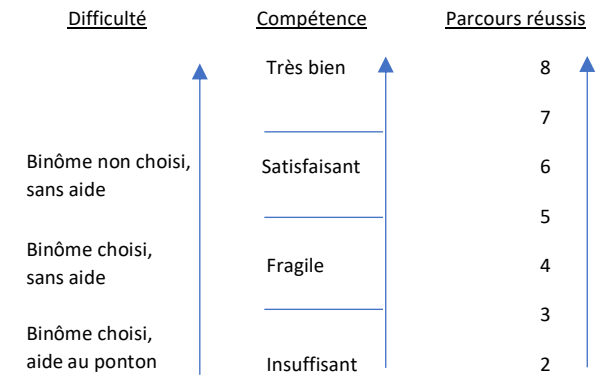 Difficulté Compétence Parcours réussis
Très bien 8
7
Binôme non choisi,
sans aide
Satisfaisant 6
5
Binôme choisi,
sans aide
Fragile 4
3
Binôme choisi,
aide au ponton
Insuffisant 2